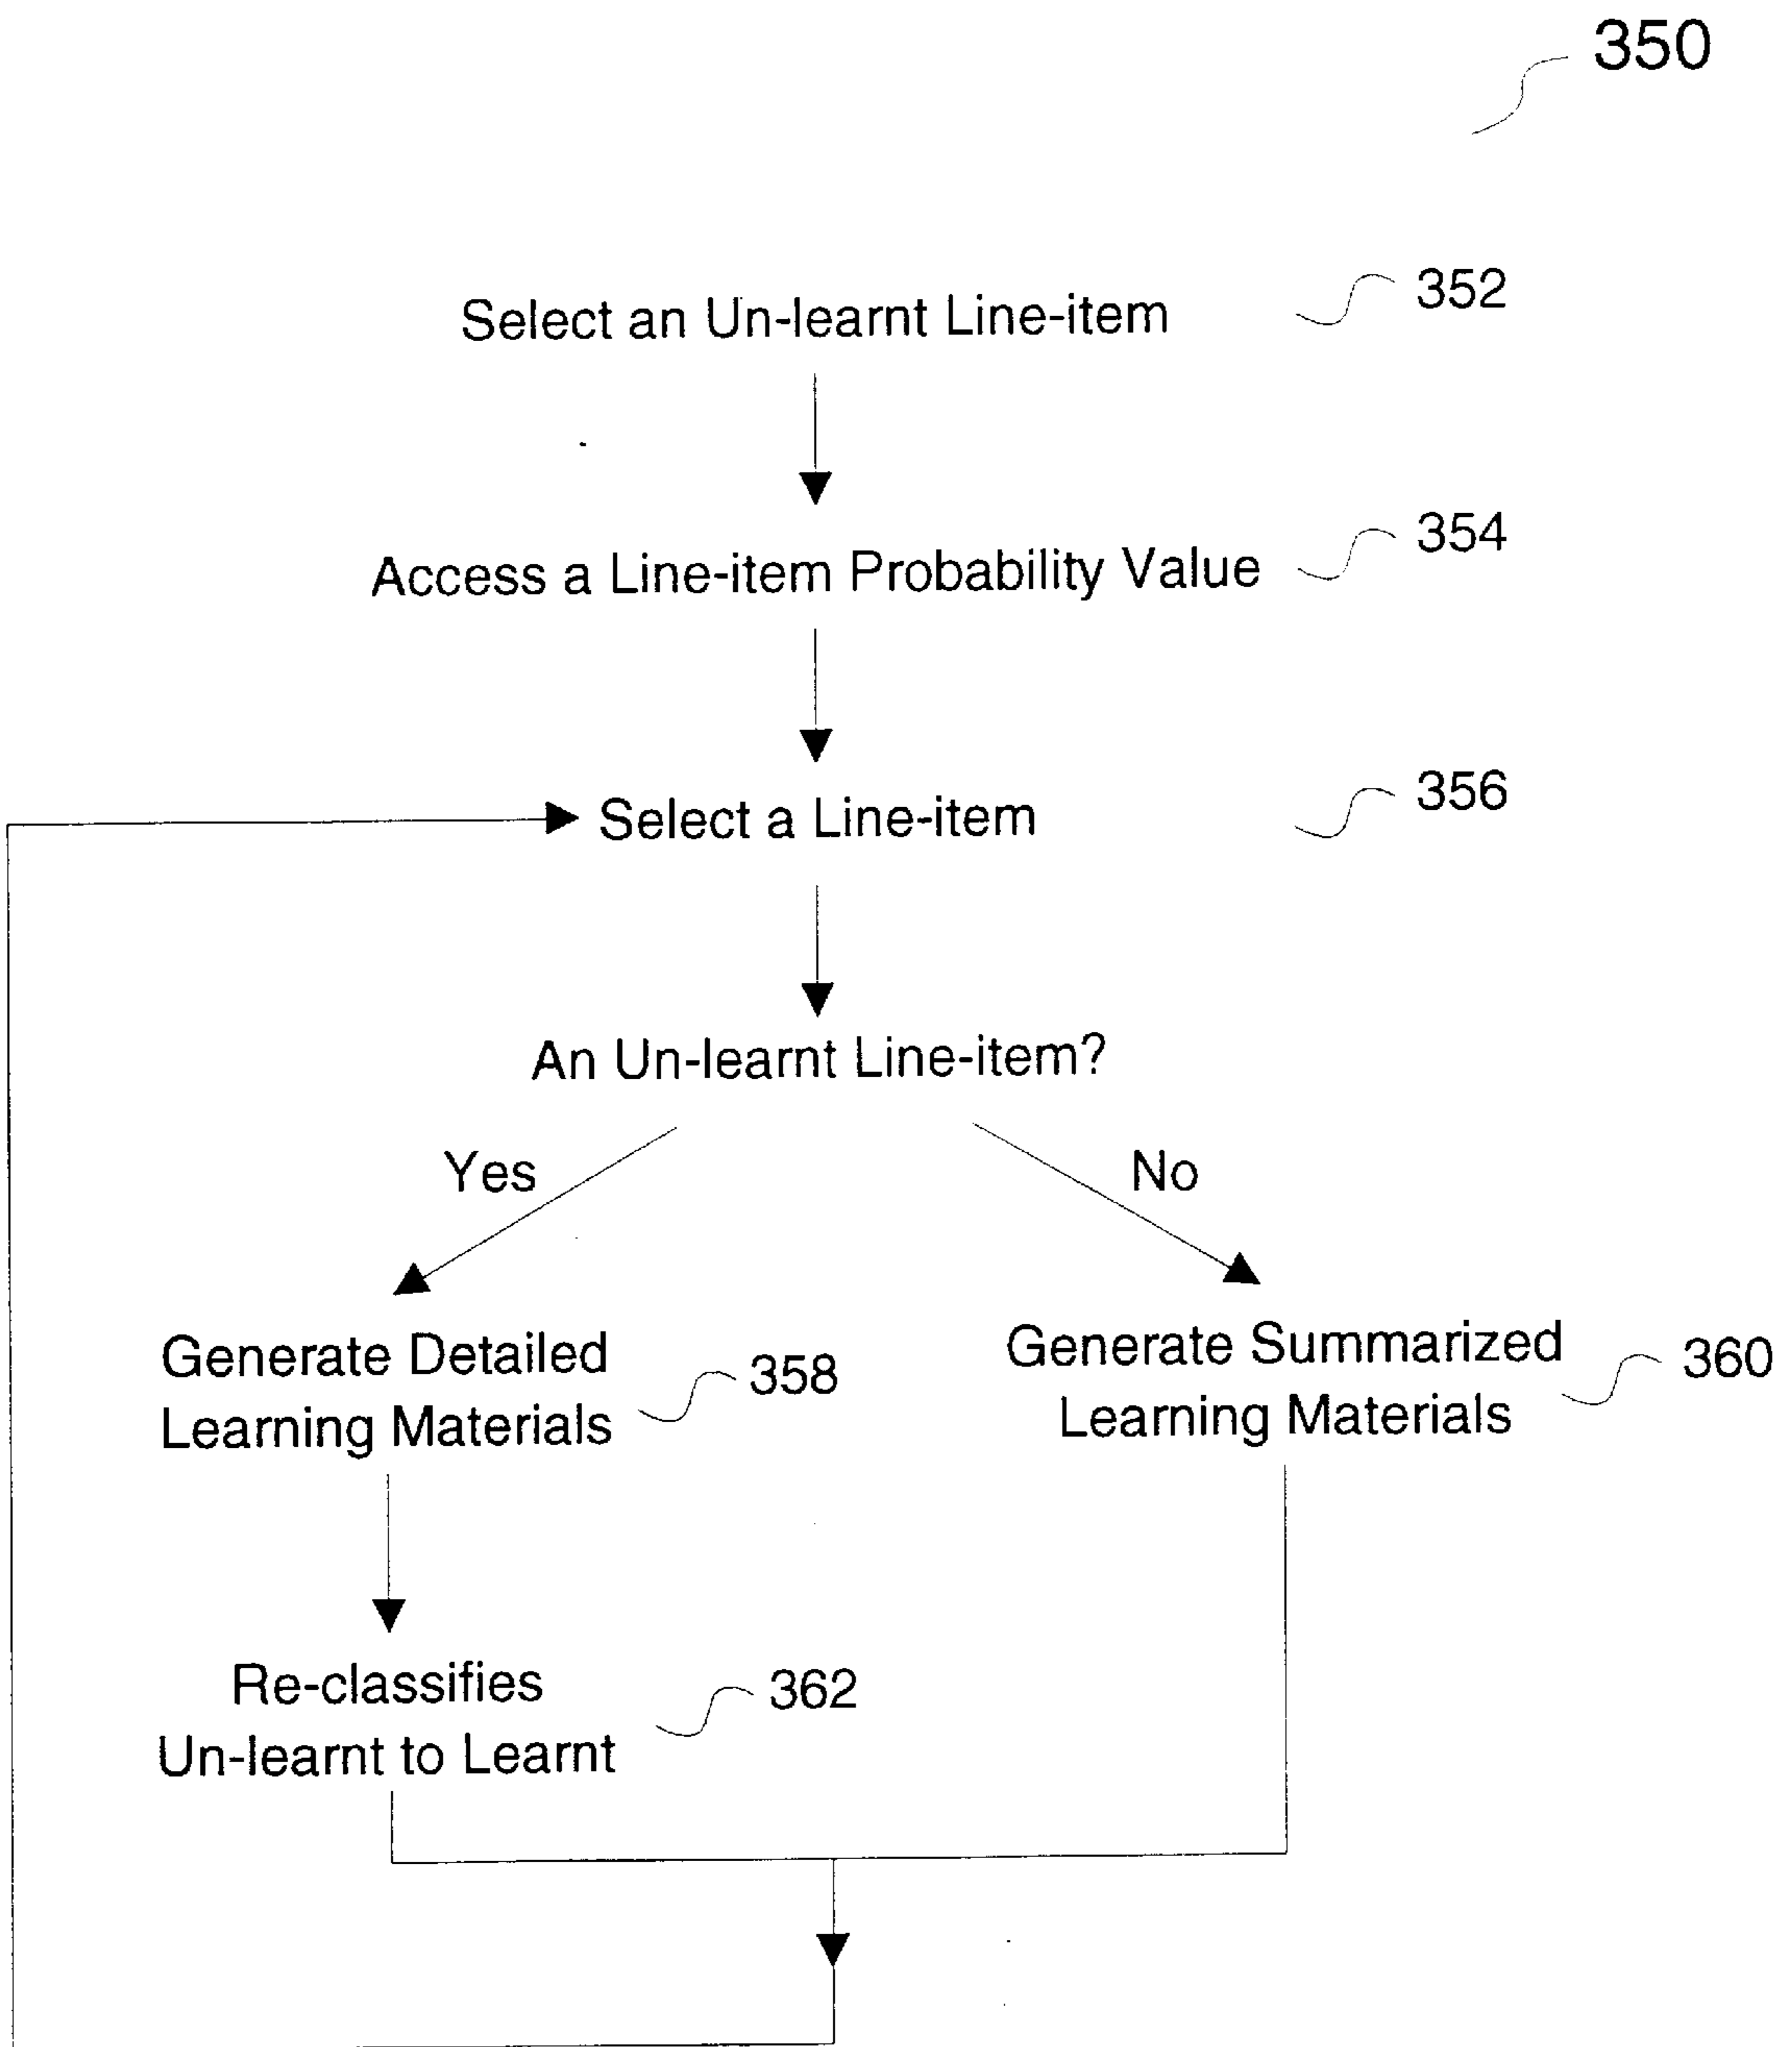 350
Select an Un-learnt Line-item
352
Access a Line-item Probability Value
354
Select a Line-item
356
An Un-learnt Line-item?
Yes
No
Generate Detailed
Learning Materials
358
Generate Summarized
Learning Materials
360
Re-classifies
Un-learnt to Learnt
362